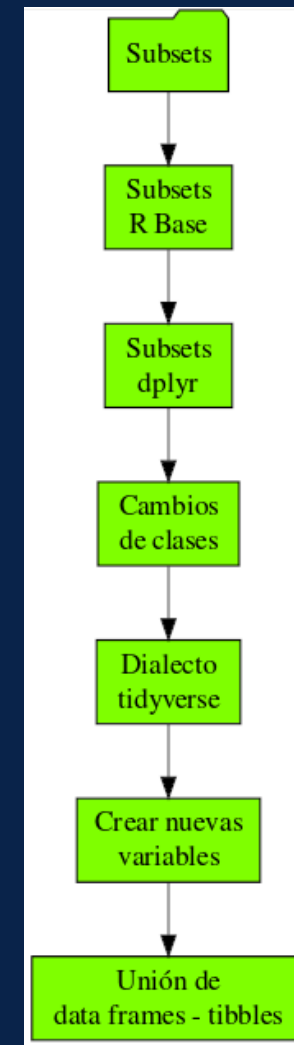 Subsets
Subsets
R Base
Subsets
dplyr
Cambios
de clases
Dialecto
tidyverse
Crear nuevas
variables
Unión de
data frames - tibbles